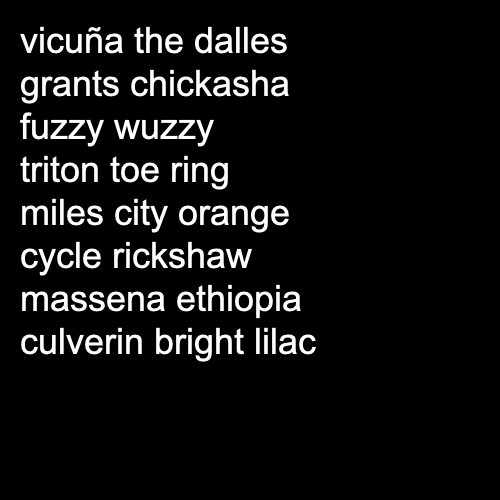 vicuña the dalles
grants chickasha
fuzzy wuzzy
triton toe ring
miles city orange
cycle rickshaw
massena ethiopia
culverin bright lilac